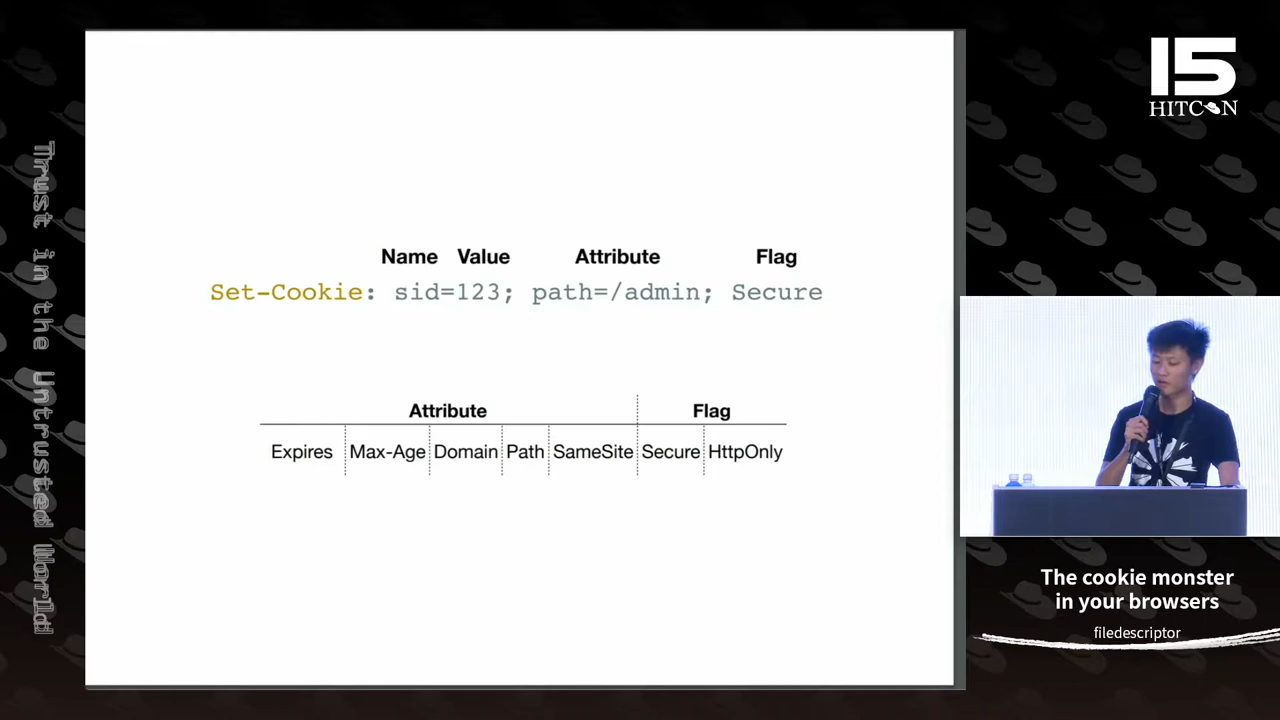 Trust in the Untrusted World
Name Value Attribute Flag
Set-Cookie: sid=123; path=/admin; Secure
Attribute Flag
Expires Max-Age Domain Path SameSite Secure HttpOnly
15
HITCON
The cookie monster
in your browsers
filedescriptor